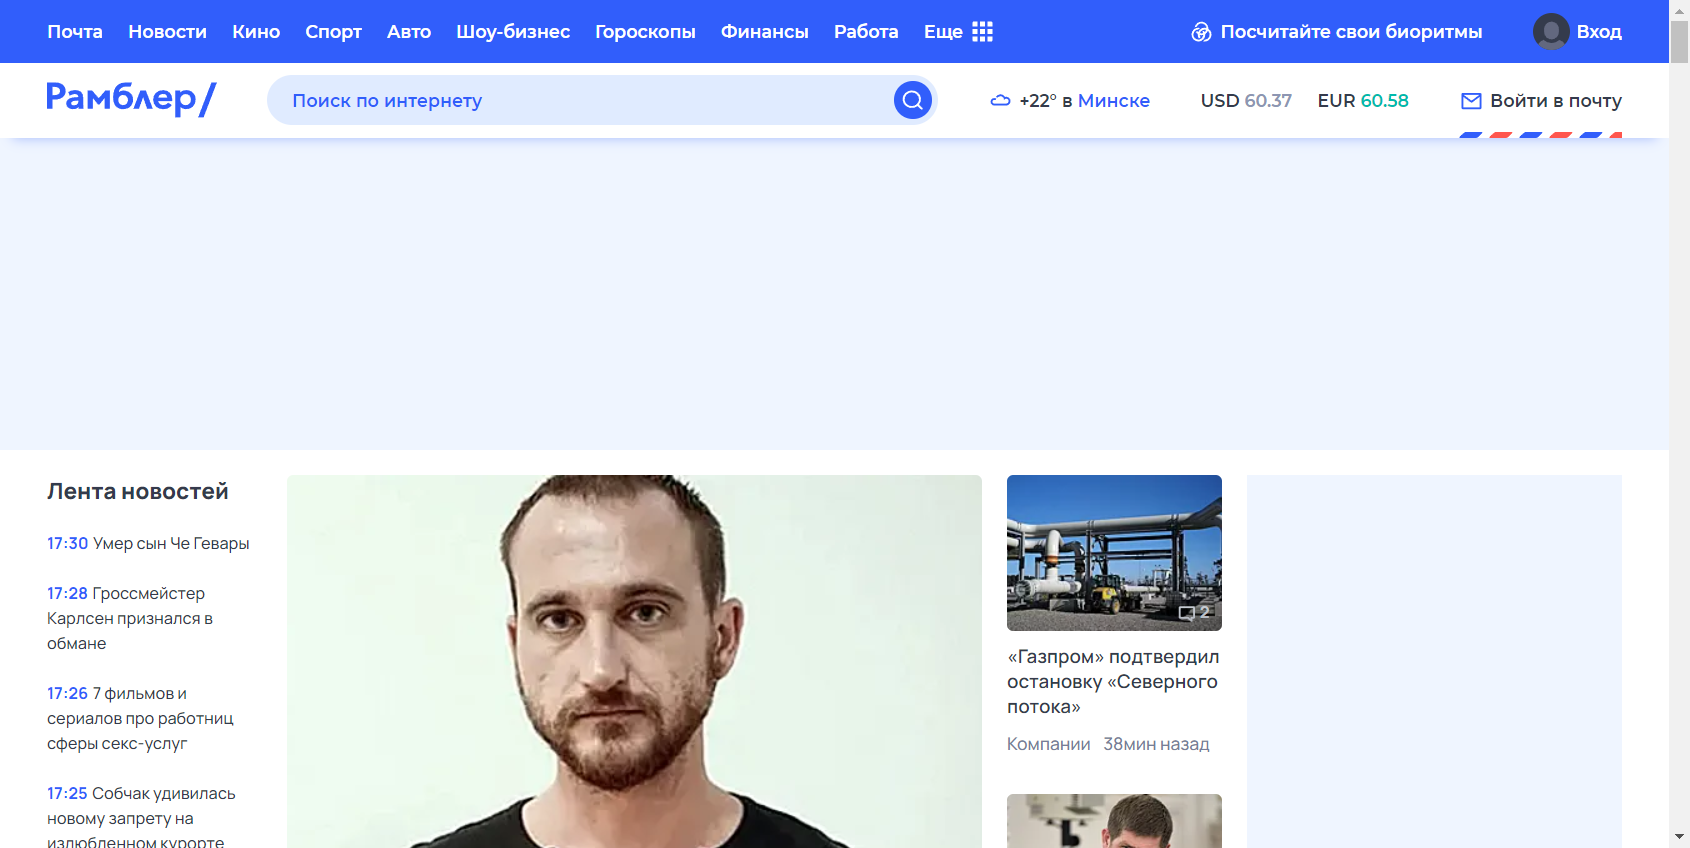 Почта Новости Кино Спорт Авто Шоу-бизнес Гороскопы Финансы Работа Еще Посчитайте свои биоритмы Вход
Рамблер/ Поиск по интернету +22° в Минске USD 60.37 EUR 60.58 Войти в почту
Лента новостей
17:30 Умер сын Че Гевары
17:28 Гроссмейстер
Карлсен признался в
обмане
17:26 7 фильмов и
сериалов про работниц
сферы секс-услуг
17:25 Собчак удивилась
новому запрету на
излюбленном курорте
2
«Газпром» подтвердил
остановку «Северного
потока»
Компании 38мин назад